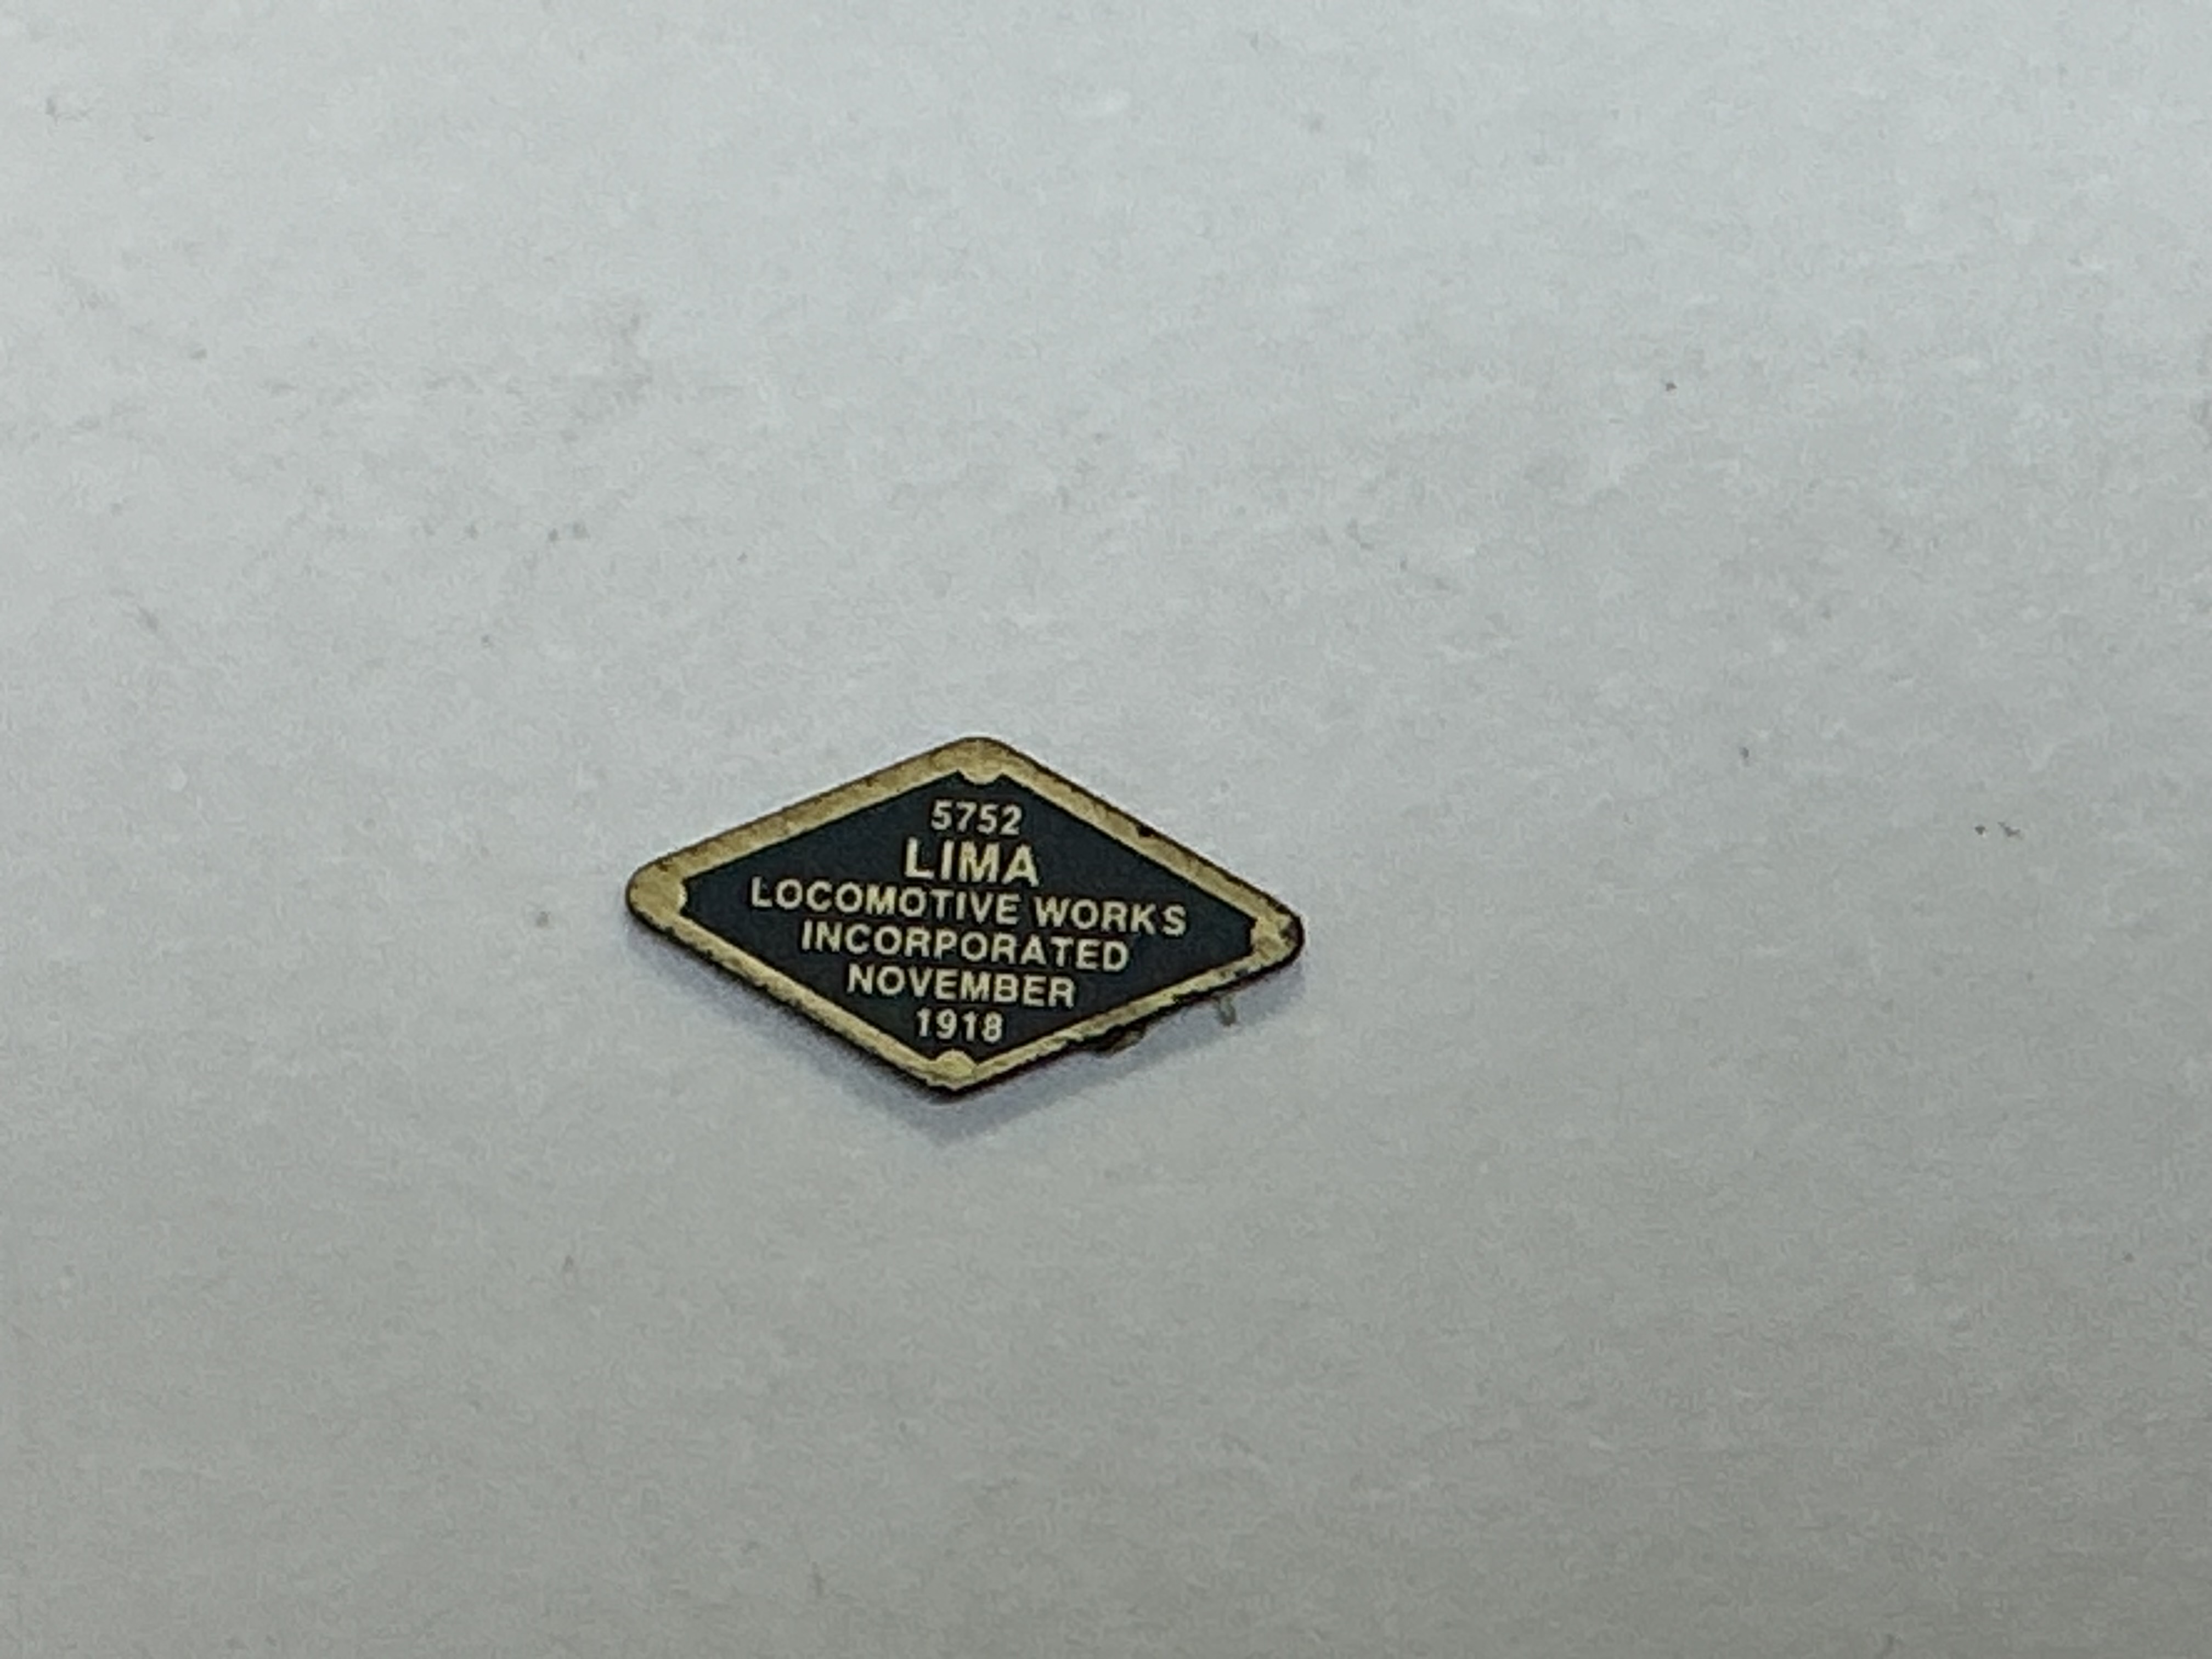 5752
LIMA
LOCOMOTIVE WORKS
INCORPORATED
NOVEMBER
1918